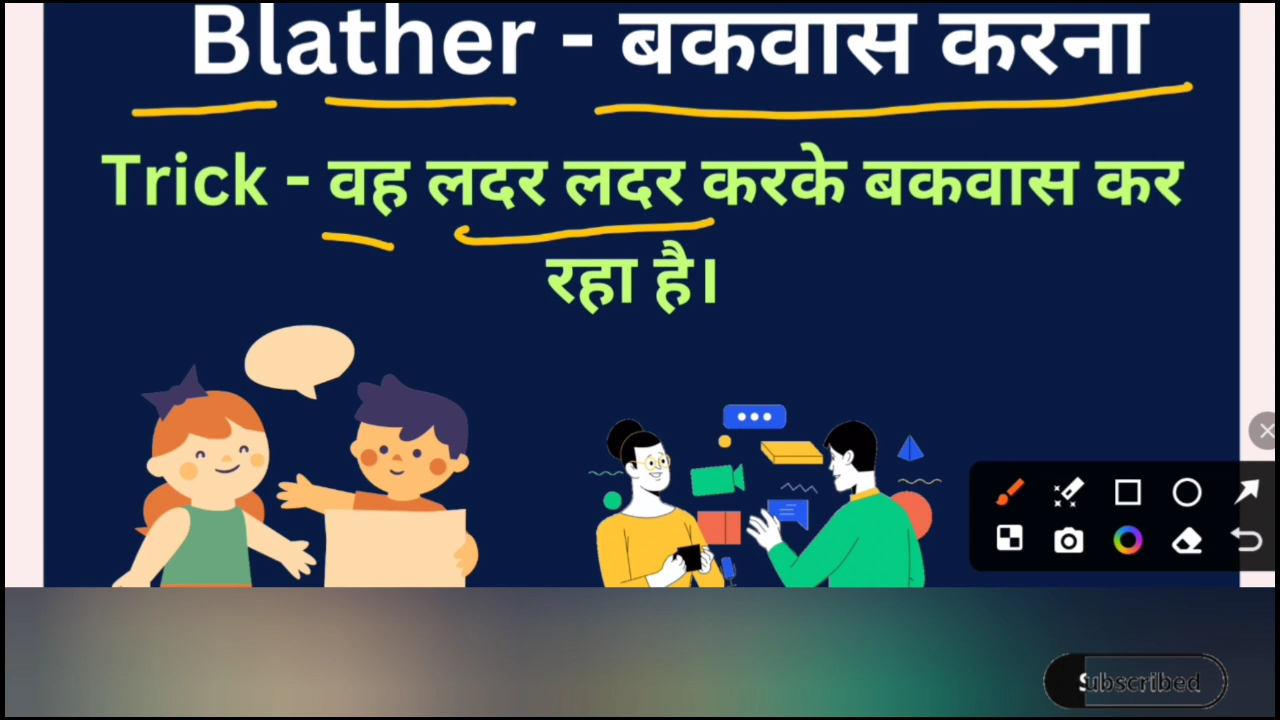 Blather - बकवास करना
Trick - वह लदर लदर करके बकवास कर
रहा है।
Subscribed